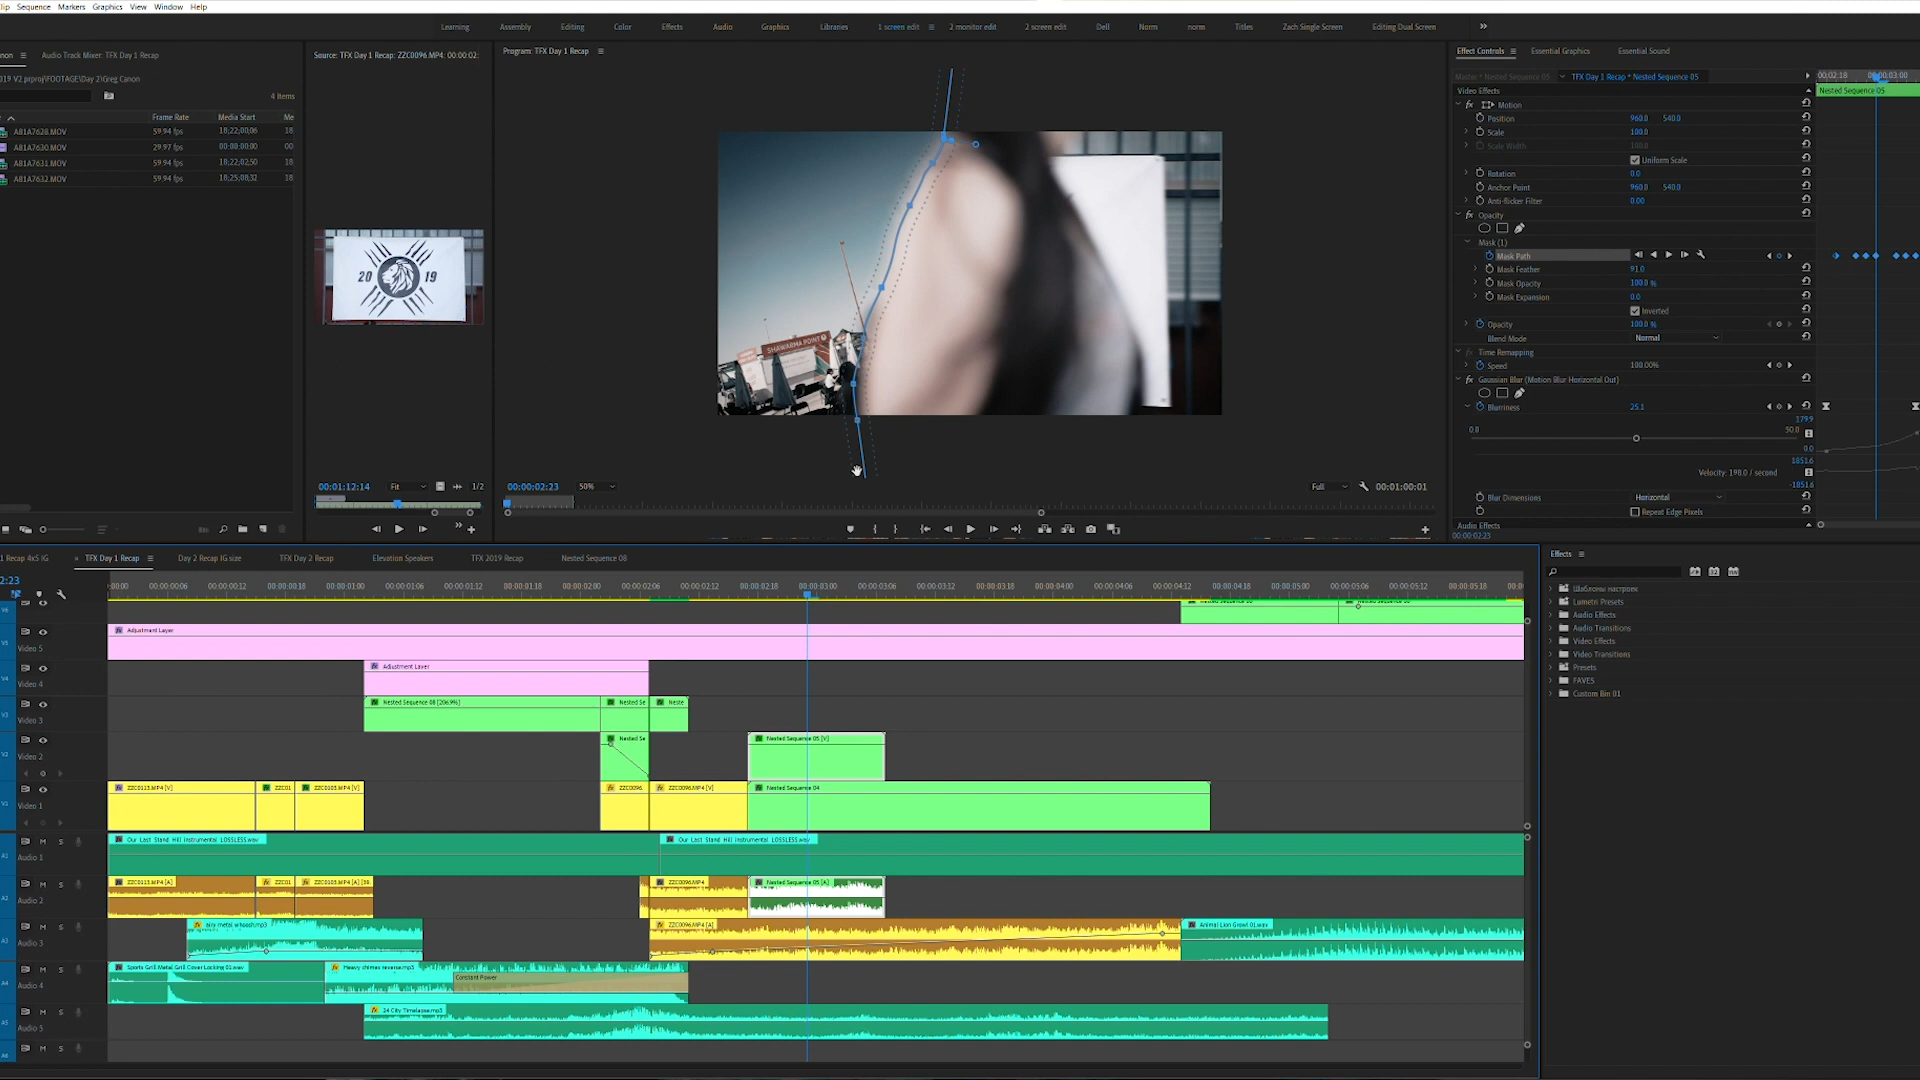 Clip Sequence Markers Graphics View Window Help
Learning Assembly Editing Color Effects Audio Graphics Libraries 1 screen edit 2 monitor edit 2 screen edit Dell Norm norm Titles Zach Single Screen Editing Dual Screen
Audio Track Mixer: TFX Day 1 Recap
Source: TFX Day 1 Recap: ZZC0096.MP4: 00:00:02:
Program: TFX Day 1 Recap
Effect Controls Essential Graphics Essential Sound
019 V2.prproj\FOOTAGE\Day 2\Greg Canon
4 Items
Frame Rate Media Start Me
A81A7628.MOV 59.94 fps 18;22;00;06 18
A81A7630.MOV 29.97 fps 00:00:00:00 00
A81A7631.MOV 59.94 fps 18;22;02;50 18
A81A7632.MOV 59.94 fps 18;25;08;32 18
20 19
SHAWARMA POINT
Master * Nested Sequence 05 TFX Day 1 Recap * Nested Sequence 05
00:02:18 00:00:03:00
Video Effects Nested Sequence 05
fx Motion
Position 960.0 540.0
Scale 100.0
Scale Width 100.0
Uniform Scale
Rotation 0.0
Anchor Point 960.0 540.0
Anti-flicker Filter 0.00
fx Opacity
Mask (1)
Mask Path
Mask Feather 91.0
Mask Opacity 100.0 %
Mask Expansion 0.0
Inverted
Opacity 100.0 %
Blend Mode Normal
Time Remapping
Speed 100.00%
fx Gaussian Blur (Motion Blur Horizontal Out)
Blurriness 25.1
179.9
0.0 50.0
0.0
1851.6
Velocity: 198.0 / second
-1851.6
Blur Dimensions Horizontal
Repeat Edge Pixels
Audio Effects
00:00:02:23
00:01:12:14 Fit 1/2
00:00:02:23 50% Full 00:01:00:01
1 Recap 4x5 IG TFX Day 1 Recap Day 2 Recap IG size TFX Day 2 Recap Elevation Speakers TFX 2019 Recap Nested Sequence 08
2:23
:00:00 00:00:00:06 00:00:00:12 00:00:00:18 00:00:01:00 00:00:01:06 00:00:01:12 00:00:01:18 00:00:02:00 00:00:02:06 00:00:02:12 00:00:02:18 00:00:03:00 00:00:03:06 00:00:03:12 00:00:03:18 00:00:04:00 00:00:04:06 00:00:04:12 00:00:04:18 00:00:05:00 00:00:05:06 00:00:05:12 00:00:05:18
V6
V5 Video 5 Adjustment Layer
V4 Video 4 Adjustment Layer
V3 Video 3 Nested Sequence 08 [206.9%] Nested Se Neste
V2 Video 2 Nested Se Nested Sequence 05 [V]
V1 Video 1 ZZC0113.MP4 [V] ZZC01 ZZC0103.MP4 [V] ZZC0096. ZZC0096.MP4 [V] Nested Sequence 04
A1 M S Audio 1 Our_Last_Stand_Hill_instrumental_LOSSLESS.wav Our_Last_Stand_Hill_instrumental_LOSSLESS.wav
A2 M S Audio 2 ZZC0113.MP4 [A] ZZC01 ZZC0103.MP4 [A] [39. ZZC0096.MP4 Nested Sequence 05 [A]
A3 M S Audio 3 airy metal whoosh.mp3 ZZC0096.MP4 [A] Animal Lion Growl 01.wav
A4 M S Audio 4 Sports Grill Metal Grill Cover Locking 01.wav Heavy chimes reverse.mp3 Constant Power
A5 M S Audio 5 24 City Timelapse.mp3
A6 M S
Effects
Шаблоны настроек
Lumetri Presets
Audio Effects
Audio Transitions
Video Effects
Video Transitions
Presets
FAVES
Custom Bin 01